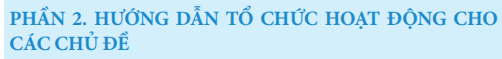 PHẦN 2. HƯỚNG DẪN TỔ CHỨC HOẠT ĐỘNG CHO
CÁC CHỦ ĐỀ